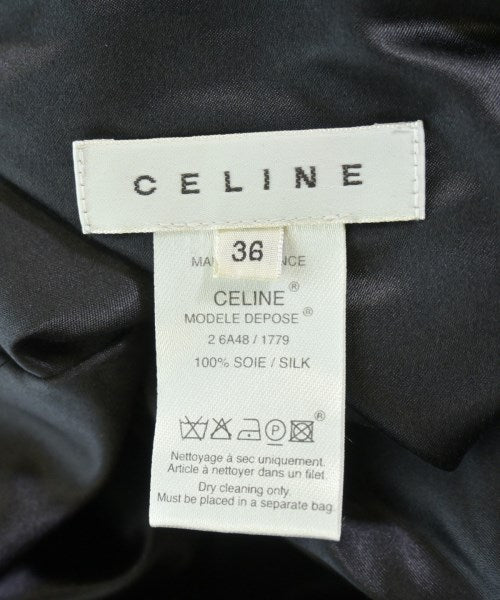 CELINE
36
CELINE®
MODELE DEPOSE®
2 6A48 / 1779
100% SOIE / SILK
P ®
Nettoyage à sec uniquement.
Article à nettoyer dans un filet.
Dry cleaning only.
Must be placed in a separate bag